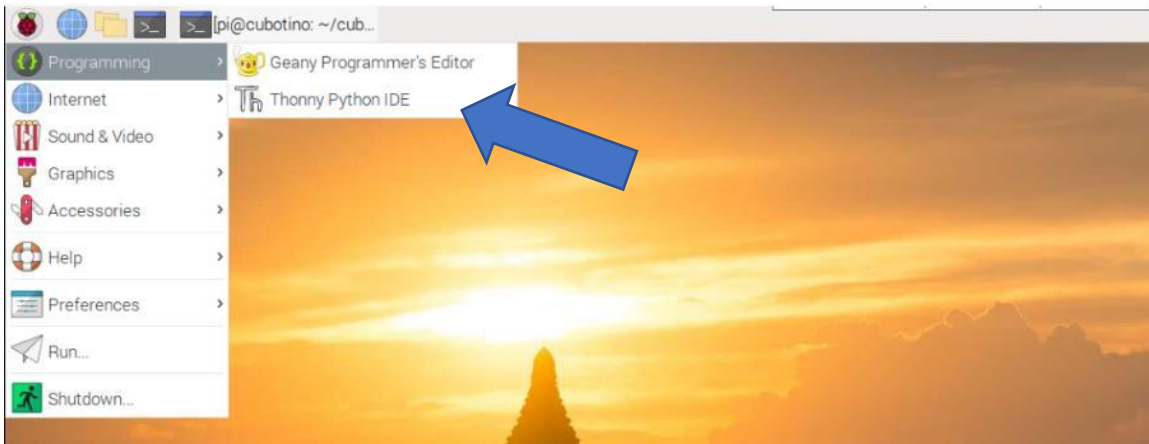 [pi@cubotino: ~/cub...
Programming
Geany Programmer's Editor
Internet
Thonny Python IDE
Sound & Video
Graphics
Accessories
Help
Preferences
Run...
Shutdown...